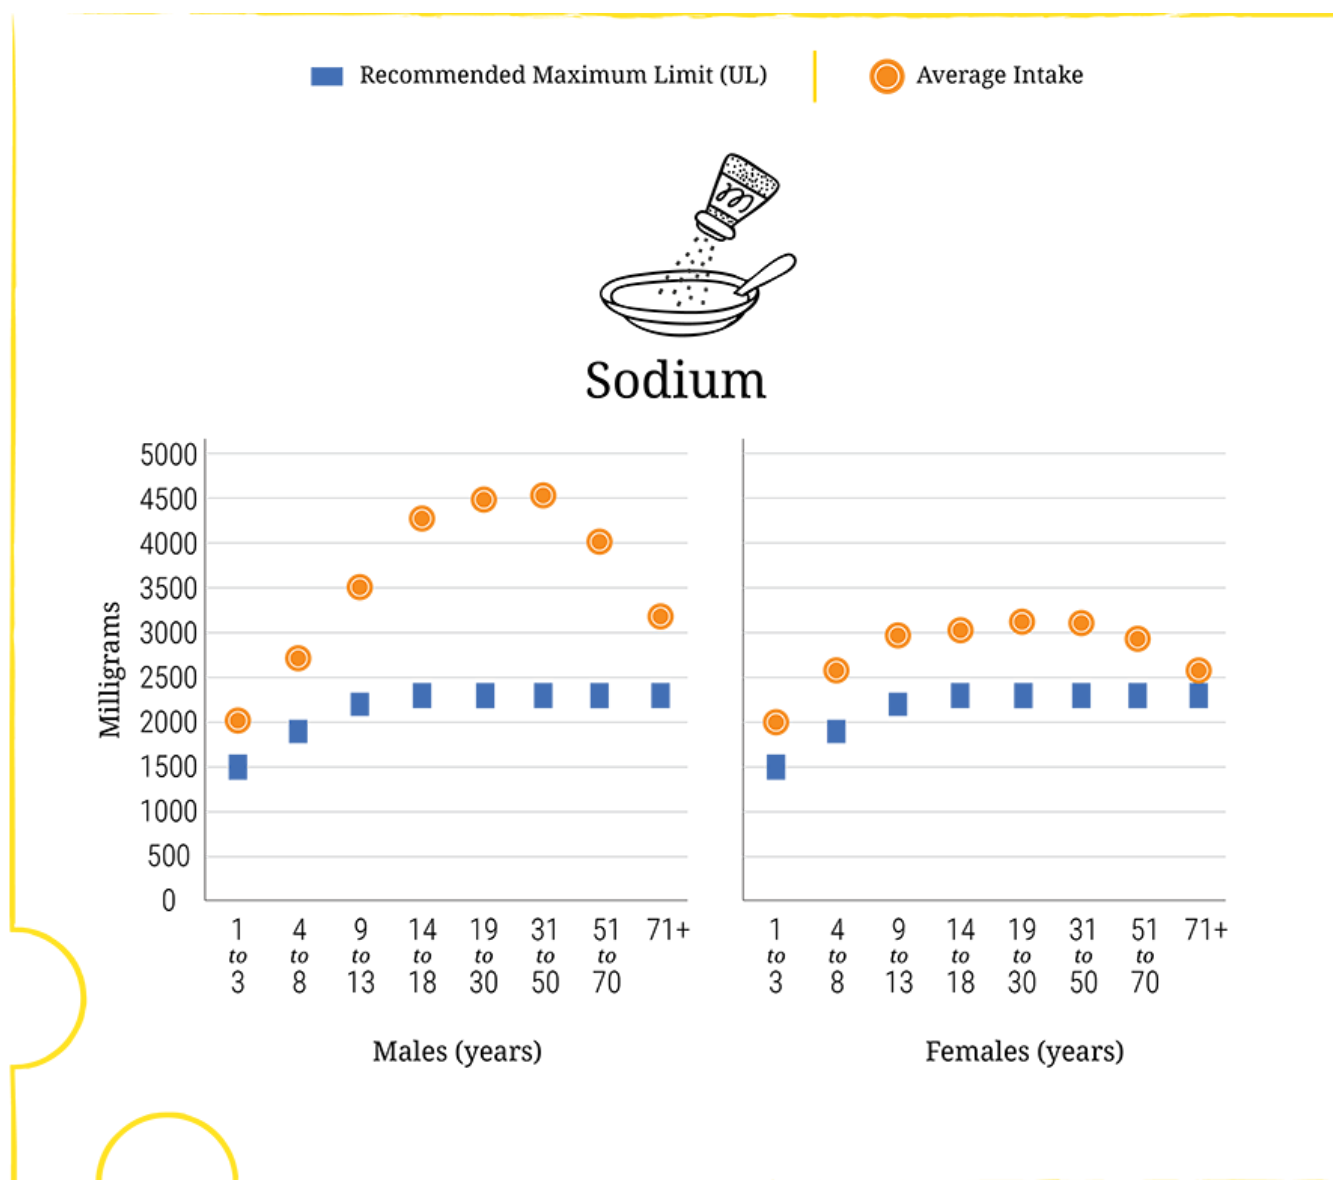 Recommended Maximum Limit (UL)
Average Intake
Sodium
Milligrams
5000
4500
4000
3500
3000
2500
2000
1500
1000
500
0
1 4 9 14 19 31 51 71+
to to to to to to to
3 8 13 18 30 50 70
Males (years)
1 4 9 14 19 31 51 71+
to to to to to to to
3 8 13 18 30 50 70
Females (years)